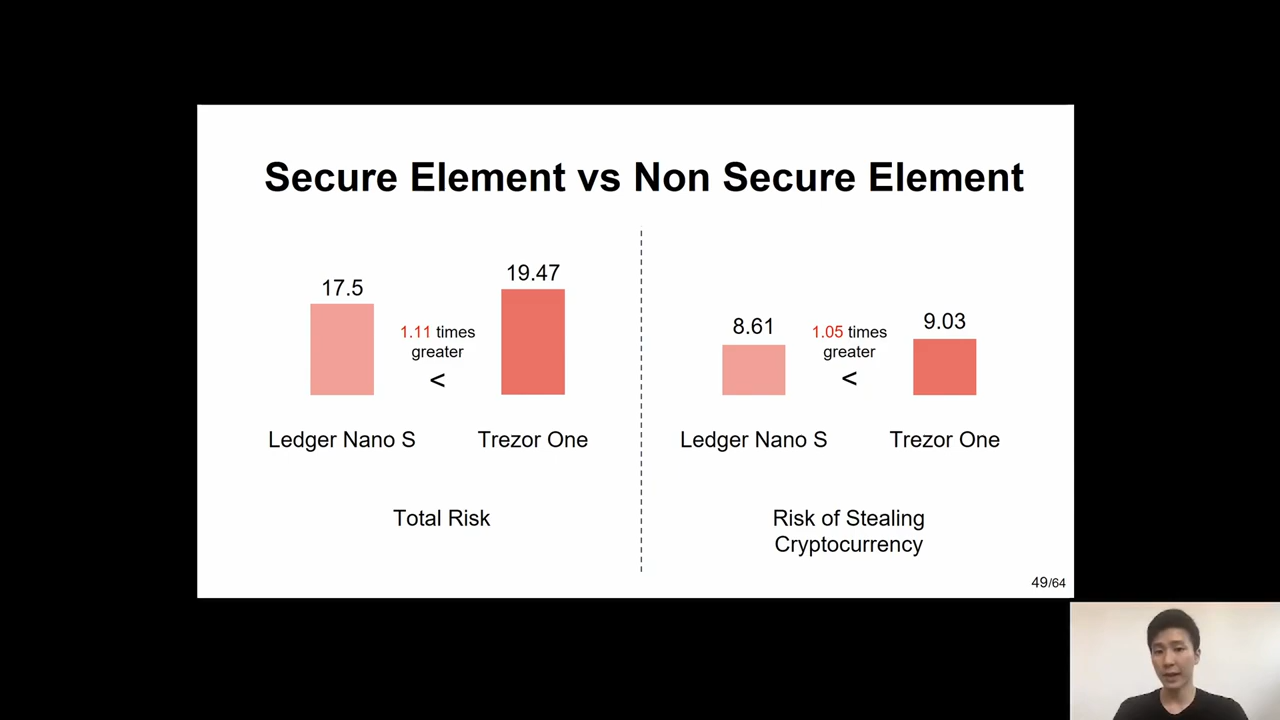 Secure Element vs Non Secure Element
17.5
1.11 times
greater
<
19.47
Ledger Nano S
Trezor One
Total Risk
8.61
1.05 times
greater
<
9.03
Ledger Nano S
Trezor One
Risk of Stealing
Cryptocurrency
49/64